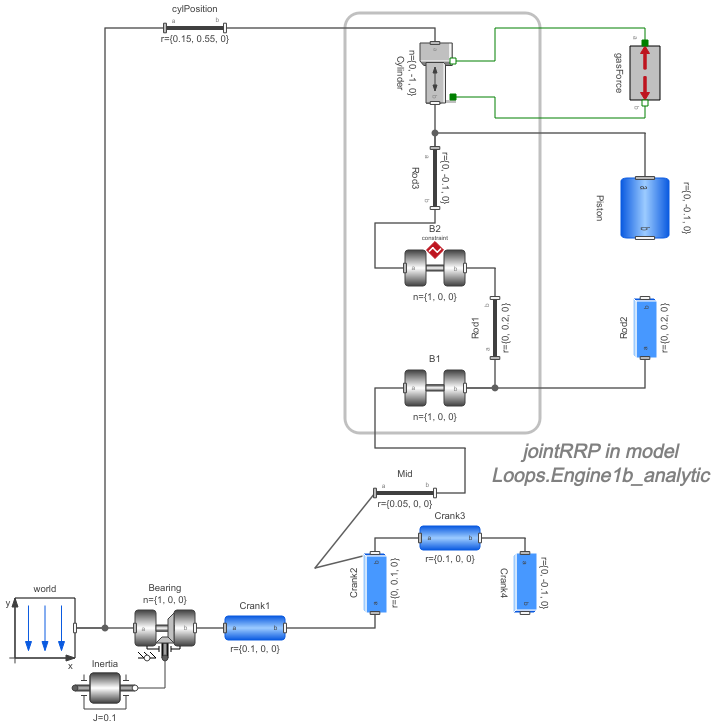 cylPosition
a
b
r={0.15, 0.55, 0}
n={0, -1, 0}
Cylinder
a
b
gasForce
a
b
Rod3
a
b
r={0, -0.1, 0}
Piston
a
b
r={0, -0.1, 0}
B2
constraint
a
b
n={1, 0, 0}
Rod1
b
a
r={0, 0.2, 0}
Rod2
b
a
r={0, 0.2, 0}
B1
a
b
n={1, 0, 0}
jointRRP in model
Loops.Engine1b_analytic
Mid
a
b
r={0.05, 0, 0}
Crank3
a
b
r={0.1, 0, 0}
Crank2
b
a
r={0, 0.1, 0}
Crank4
a
b
r={0, -0.1, 0}
world
y
x
Bearing
n={1, 0, 0}
a
b
Crank1
a
b
r={0.1, 0, 0}
Inertia
J=0.1